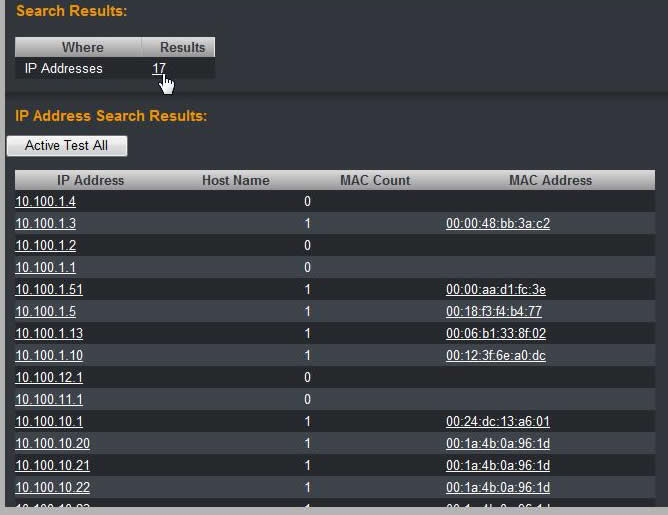 Search Results:
Where Results
IP Addresses 17
IP Address Search Results:
Active Test All
IP Address Host Name MAC Count MAC Address
10.100.1.4 0
10.100.1.3 1 00:00:48:bb:3a:c2
10.100.1.2 0
10.100.1.1 0
10.100.1.51 1 00:00:aa:d1:fc:3e
10.100.1.5 1 00:18:f3:f4:b4:77
10.100.1.13 1 00:06:b1:33:8f:02
10.100.1.10 1 00:12:3f:6e:a0:dc
10.100.12.1 0
10.100.11.1 0
10.100.10.1 1 00:24:dc:13:a6:01
10.100.10.20 1 00:1a:4b:0a:96:1d
10.100.10.21 1 00:1a:4b:0a:96:1d
10.100.10.22 1 00:1a:4b:0a:96:1d